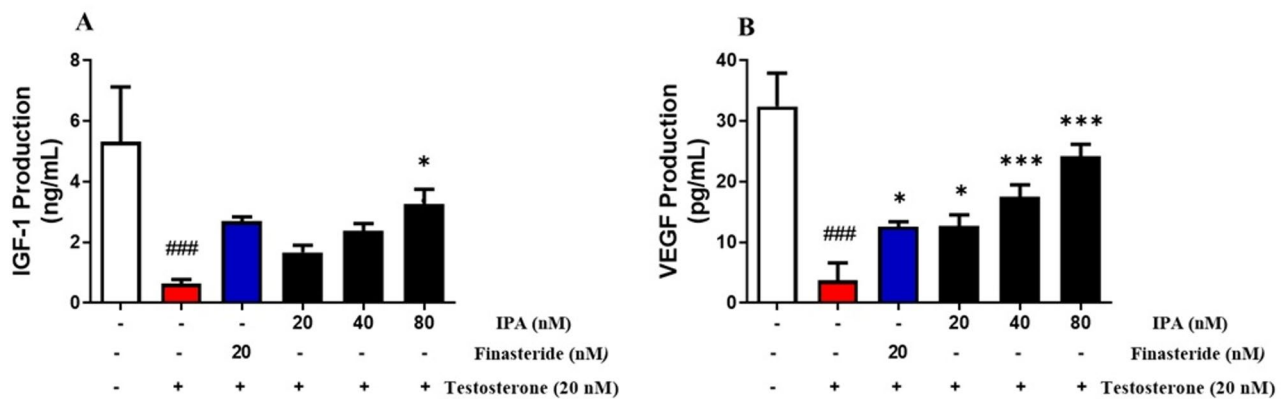 A
IGF-1 Production
(ng/mL)
8
6
4
2
0
###
*
- - - 20 40 80 IPA (nM)
- - 20 - - - Finasteride (nM)
- + + + + + Testosterone (20 nM)
B
VEGF Production
(pg/mL)
40
30
20
10
0
###
*
*
***
***
- - - 20 40 80 IPA (nM)
- - 20 - - - Finasteride (nM)
- + + + + + Testosterone (20 nM)